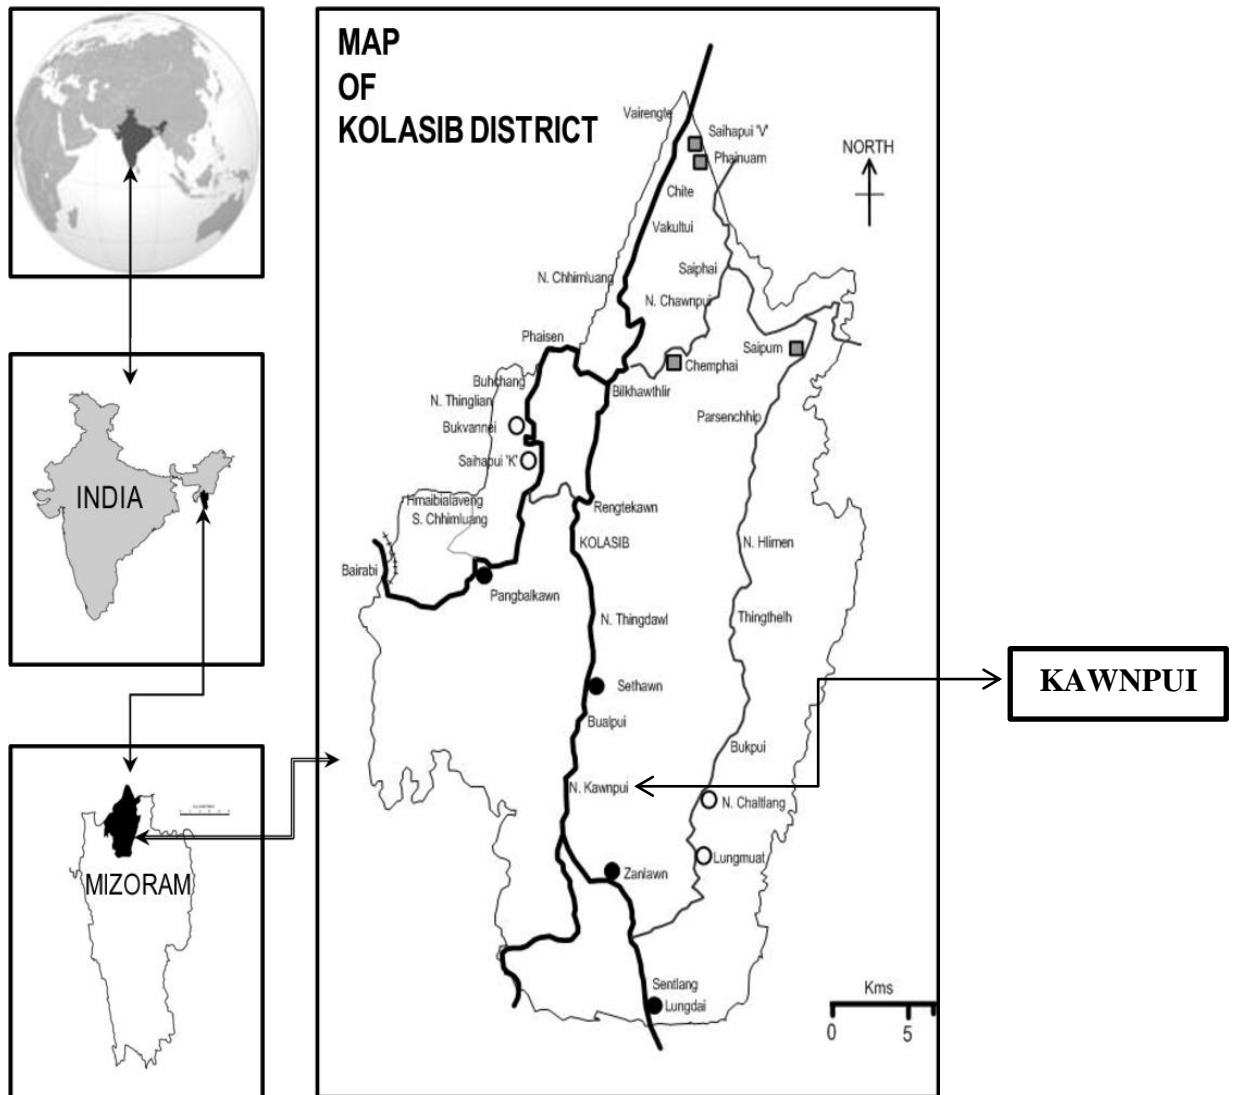 MAP
OF
KOLASIB DISTRICT
Vairengte
Saihapui 'V'
Phainuam
NORTH
Chite
Vakultui
Saiphai
N. Chhimluang
N. Chawnpui
Phaisen
Saipum
Chemphai
Buhchang
Bilkhawthlir
N. Thinglian
Parsenchhip
Bukvannei
Saihapui 'K'
Hmaibialaveng
Rengtekawn
S. Chhimluang
KOLASIB
N. Hlimen
Bairabi
Pangbalkawn
N. Thingdawl
Thingthelh
Sethawn
KAWNPUI
Bualpui
Bukpui
N. Kawnpui
N. Chaltlang
Lungmuat
Zanlawn
Sentlang
Lungdai
Kms
0 5
INDIA
MIZORAM